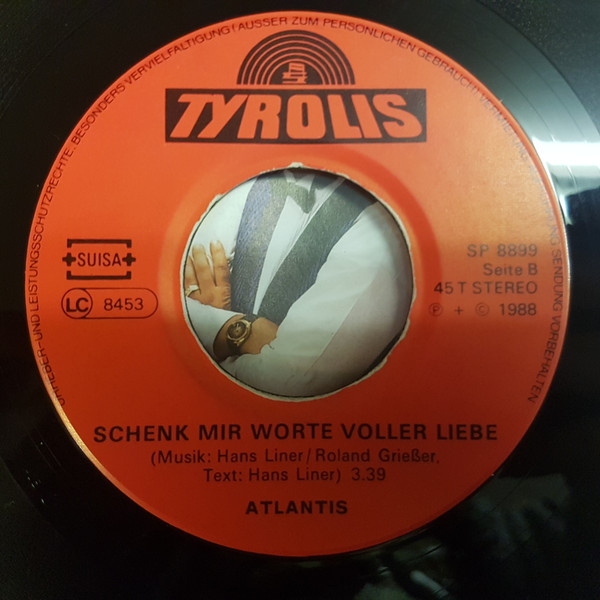 URHEBER-UND LEISTUNGSSCHUTZRECHTE, BESONDERS VERVIELFÄLTIGUNG (AUSSER ZUM PERSÖNLICHEN GEBRAUCH) SENDUNG VORBEHALTEN
TYROLIS
SUISA
LC 8453
SP 8899
Seite B
45 T STEREO
℗ + © 1988
SCHENK MIR WORTE VOLLER LIEBE
(Musik: Hans Liner/Roland Grießer,
Text: Hans Liner) 3.39
ATLANTIS